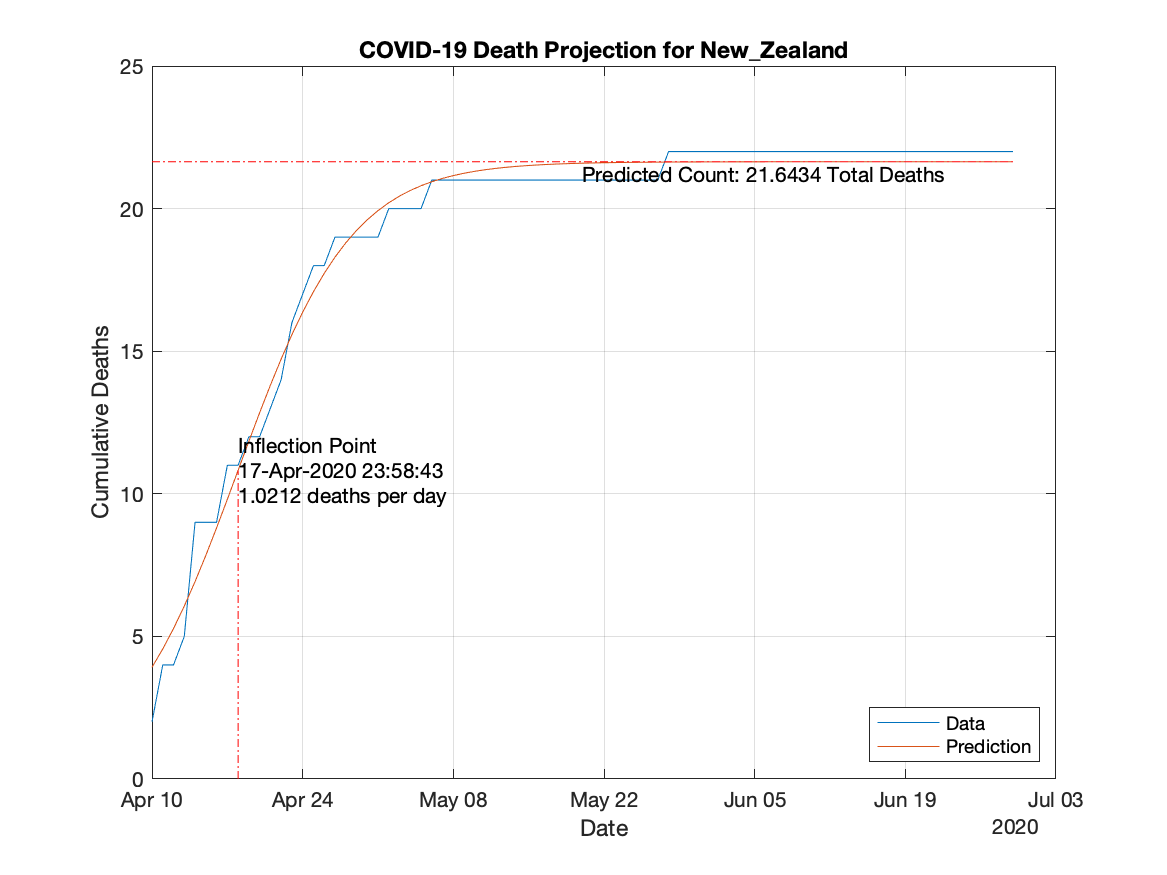 COVID-19 Death Projection for New_Zealand
25
20
15
10
5
0
Cumulative Deaths
Predicted Count: 21.6434 Total Deaths
Inflection Point
17-Apr-2020 23:58:43
1.0212 deaths per day
Data
Prediction
Apr 10 Apr 24 May 08 May 22 Jun 05 Jun 19 Jul 03
Date
2020